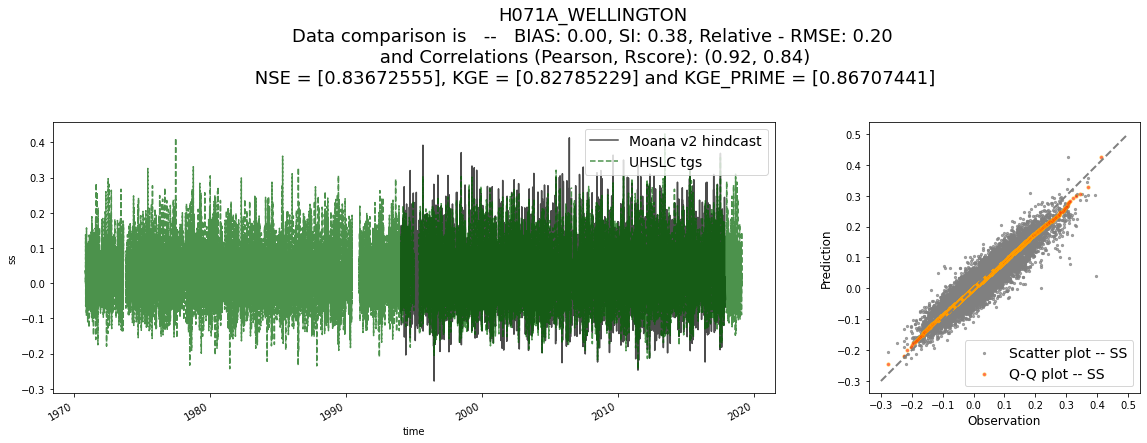 H071A_WELLINGTON
Data comparison is   --   BIAS: 0.00, SI: 0.38, Relative - RMSE: 0.20
and Correlations (Pearson, Rscore): (0.92, 0.84)
NSE = [0.83672555], KGE = [0.82785229] and KGE_PRIME = [0.86707441]
ss
0.4
0.3
0.2
0.1
0.0
−0.1
−0.2
−0.3
1970
1980
1990
2000
2010
2020
time
Moana v2 hindcast
UHSLC tgs
Prediction
0.5
0.4
0.3
0.2
0.1
0.0
−0.1
−0.2
−0.3
−0.3 −0.2 −0.1 0.0 0.1 0.2 0.3 0.4 0.5
Observation
Scatter plot -- SS
Q-Q plot -- SS